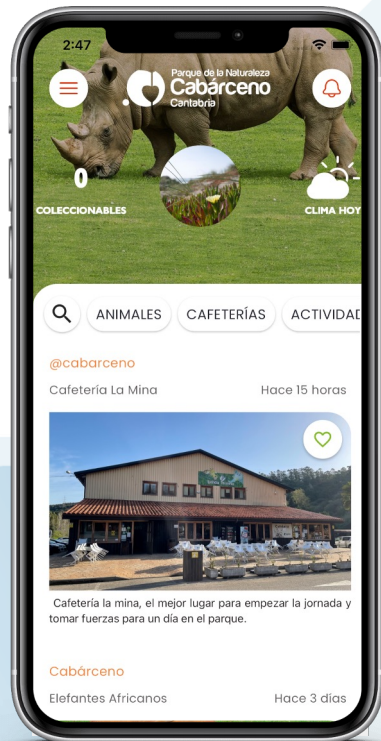 2:47
Parque de la Naturaleza
Cabárceno
Cantabria
0
COLECCIONABLES
CLIMA HOY
ANIMALES
CAFETERÍAS
ACTIVIDAD
@cabarceno
Cafetería La Mina
Hace 15 horas
Cafetería la mina, el mejor lugar para empezar la jornada y
tomar fuerzas para un día en el parque.
Cabárceno
Elefantes Africanos
Hace 3 días